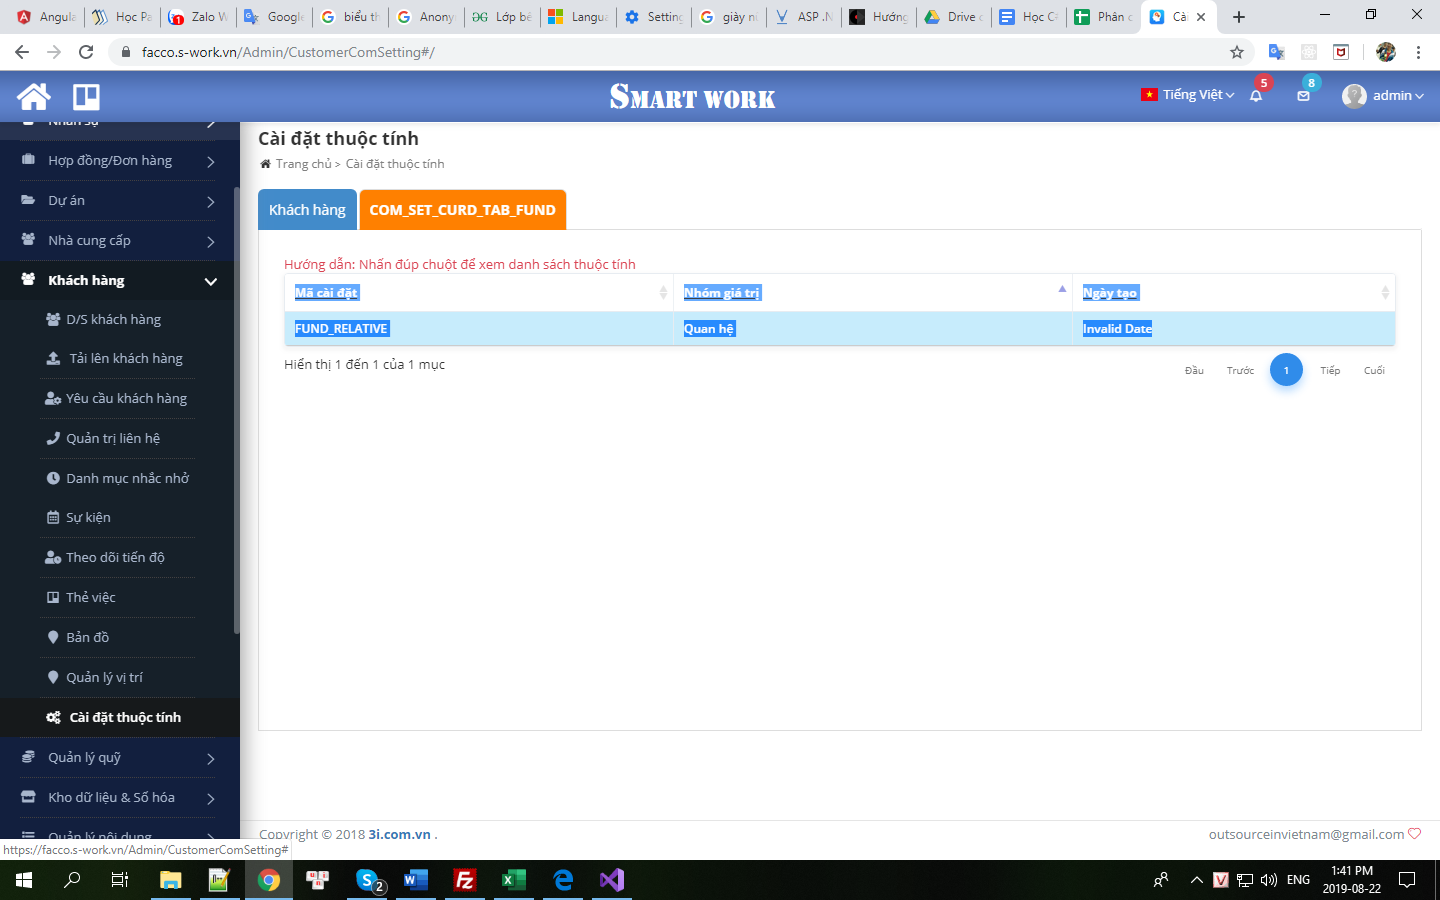 Angula
Học Pa
Zalo W
Google
biểu th
Anony
Lớp bê
Langua
Setting
giày nữ
ASP .N
Hướng
Drive c
Học C#
Phân c
Cài
facco.s-work.vn/Admin/CustomerComSetting#/
SMART WORK
Tiếng Việt
5
8
admin
Nhân sự
Hợp đồng/Đơn hàng
Dự án
Nhà cung cấp
Khách hàng
D/S khách hàng
Tải lên khách hàng
Yêu cầu khách hàng
Quản trị liên hệ
Danh mục nhắc nhở
Sự kiện
Theo dõi tiến độ
Thẻ việc
Bản đồ
Quản lý vị trí
Cài đặt thuộc tính
Quản lý quỹ
Kho dữ liệu & Số hóa
Quản lý nội dung
Cài đặt thuộc tính
Trang chủ > Cài đặt thuộc tính
Khách hàng COM_SET_CURD_TAB_FUND
Hướng dẫn: Nhấn đúp chuột để xem danh sách thuộc tính
Mã cài đặt Nhóm giá trị Ngày tạo
FUND_RELATIVE Quan hệ Invalid Date
Hiển thị 1 đến 1 của 1 mục
Đầu Trước 1 Tiếp Cuối
Copyright © 2018 3i.com.vn .
outsourceinvietnam@gmail.com
https://facco.s-work.vn/Admin/CustomerComSetting#
2
ENG
1:41 PM
2019-08-22